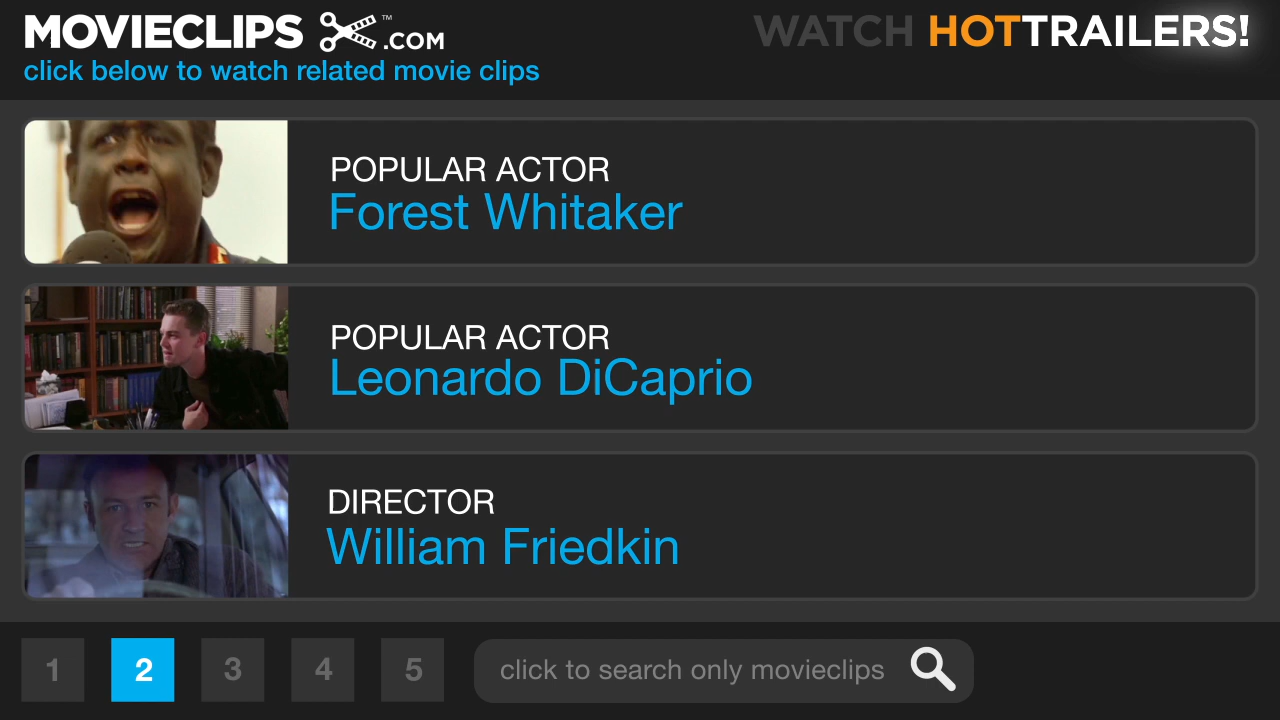 MOVIECLIPS ™.COM
WATCH HOTTRAILERS!
click below to watch related movie clips
POPULAR ACTOR
Forest Whitaker
POPULAR ACTOR
Leonardo DiCaprio
DIRECTOR
William Friedkin
1 2 3 4 5 click to search only movieclips